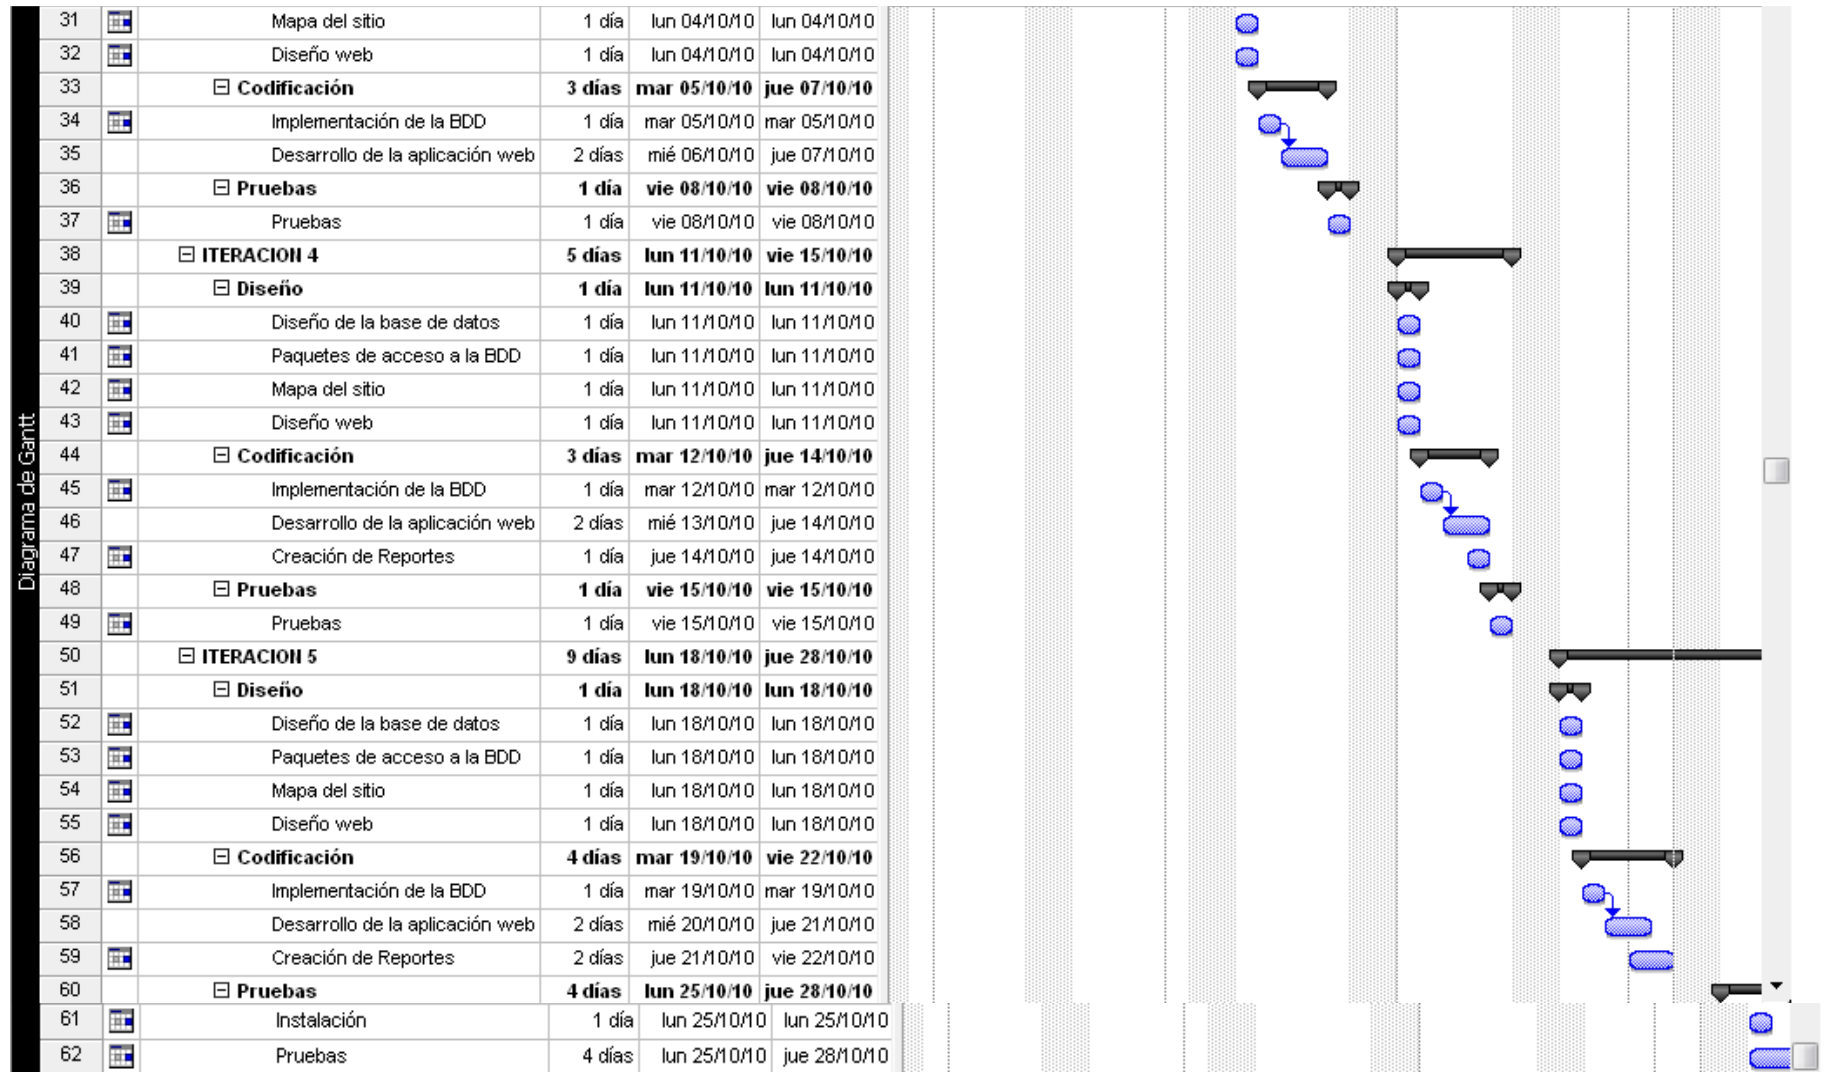 31 Mapa del sitio 1 día lun 04/10/10 lun 04/10/10
32 Diseño web 1 día lun 04/10/10 lun 04/10/10
33 Codificación 3 días mar 05/10/10 jue 07/10/10
34 Implementación de la BDD 1 día mar 05/10/10 mar 05/10/10
35 Desarrollo de la aplicación web 2 días mié 06/10/10 jue 07/10/10
36 Pruebas 1 día vie 08/10/10 vie 08/10/10
37 Pruebas 1 día vie 08/10/10 vie 08/10/10
38 ITERACION 4 5 días lun 11/10/10 vie 15/10/10
39 Diseño 1 día lun 11/10/10 lun 11/10/10
40 Diseño de la base de datos 1 día lun 11/10/10 lun 11/10/10
41 Paquetes de acceso a la BDD 1 día lun 11/10/10 lun 11/10/10
42 Mapa del sitio 1 día lun 11/10/10 lun 11/10/10
43 Diseño web 1 día lun 11/10/10 lun 11/10/10
44 Codificación 3 días mar 12/10/10 jue 14/10/10
45 Implementación de la BDD 1 día mar 12/10/10 mar 12/10/10
46 Desarrollo de la aplicación web 2 días mié 13/10/10 jue 14/10/10
47 Creación de Reportes 1 día jue 14/10/10 jue 14/10/10
48 Pruebas 1 día vie 15/10/10 vie 15/10/10
49 Pruebas 1 día vie 15/10/10 vie 15/10/10
50 ITERACION 5 9 días lun 18/10/10 jue 28/10/10
51 Diseño 1 día lun 18/10/10 lun 18/10/10
52 Diseño de la base de datos 1 día lun 18/10/10 lun 18/10/10
53 Paquetes de acceso a la BDD 1 día lun 18/10/10 lun 18/10/10
54 Mapa del sitio 1 día lun 18/10/10 lun 18/10/10
55 Diseño web 1 día lun 18/10/10 lun 18/10/10
56 Codificación 4 días mar 19/10/10 vie 22/10/10
57 Implementación de la BDD 1 día mar 19/10/10 mar 19/10/10
58 Desarrollo de la aplicación web 2 días mié 20/10/10 jue 21/10/10
59 Creación de Reportes 2 días jue 21/10/10 vie 22/10/10
60 Pruebas 4 días lun 25/10/10 jue 28/10/10
61 Instalación 1 día lun 25/10/10 lun 25/10/10
62 Pruebas 4 días lun 25/10/10 jue 28/10/10
Diagrama de Gantt